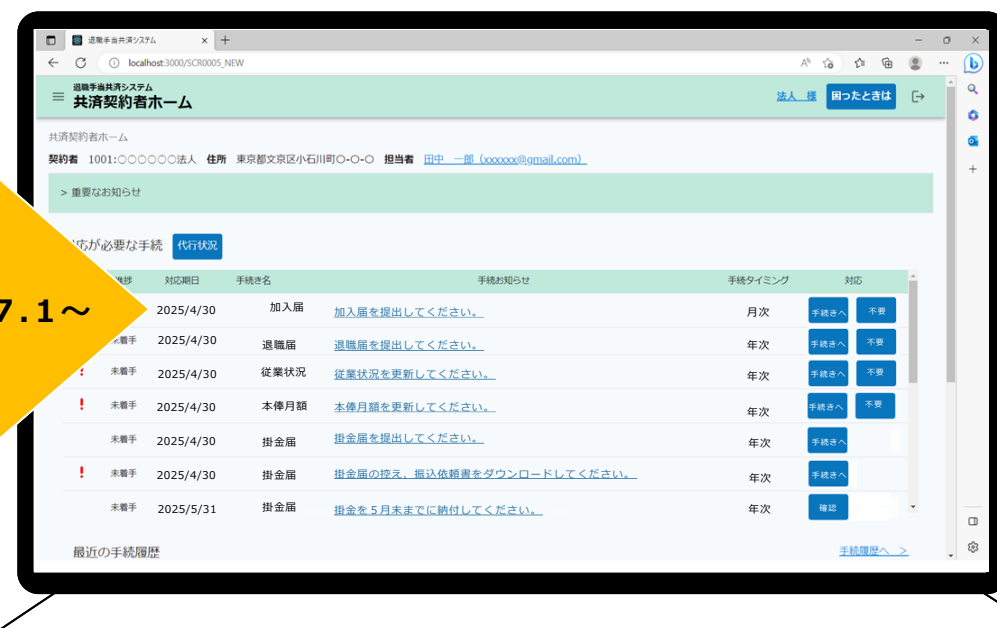 退職手当共済システム
localhost:3000/SCR0005_NEW
退職手当共済システム
共済契約者ホーム
法人 様 困ったときは
共済契約者ホーム
契約者 1001:○○○○○○法人 住所 東京都文京区小石川町○-○-○ 担当者 田中 一郎（xxxxxx@gmail.com）
> 重要なお知らせ
が必要な手続 代行状況
対応期日 手続き名 手続お知らせ 手続タイミング 対応
7.1～
2025/4/30 加入届 加入届を提出してください。 月次 手続きへ 不要
未着手 2025/4/30 退職届 退職届を提出してください。 年次 手続きへ 不要
! 未着手 2025/4/30 従業状況 従業状況を更新してください。 年次 手続きへ 不要
! 未着手 2025/4/30 本俸月額 本俸月額を更新してください。 年次 手続きへ 不要
未着手 2025/4/30 掛金届 掛金届を提出してください。 年次 手続きへ
! 未着手 2025/4/30 掛金届 掛金届の控え、振込依頼書をダウンロードしてください。 年次 手続きへ
未着手 2025/5/31 掛金届 掛金を５月末までに納付してください。 年次 確認
最近の手続履歴 手続履歴へ ＞